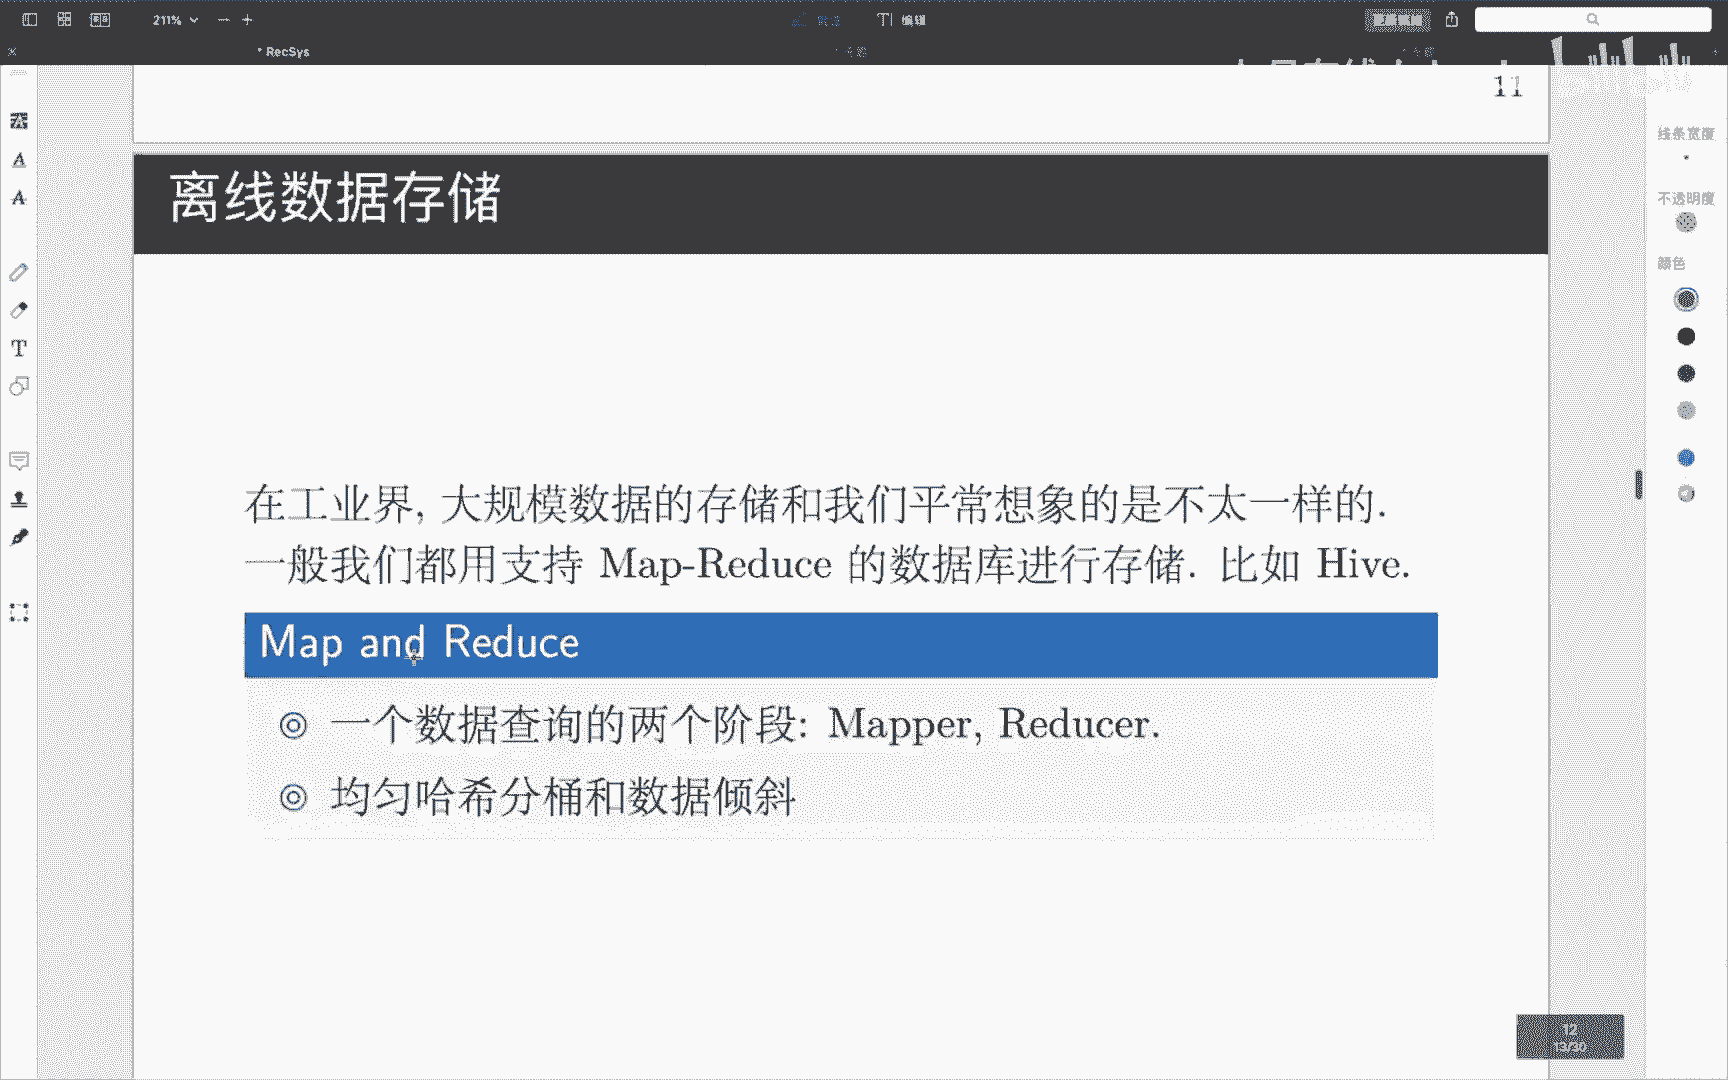 211%
编辑
* RecSys
11
线条宽度
不透明度
颜色
离线数据存储
在工业界, 大规模数据的存储和我们平常想象的是不太一样的.
一般我们都用支持 Map-Reduce 的数据库进行存储. 比如 Hive.
Map and Reduce
一个数据查询的两个阶段: Mapper, Reducer.
均匀哈希分桶和数据倾斜
12
13/30